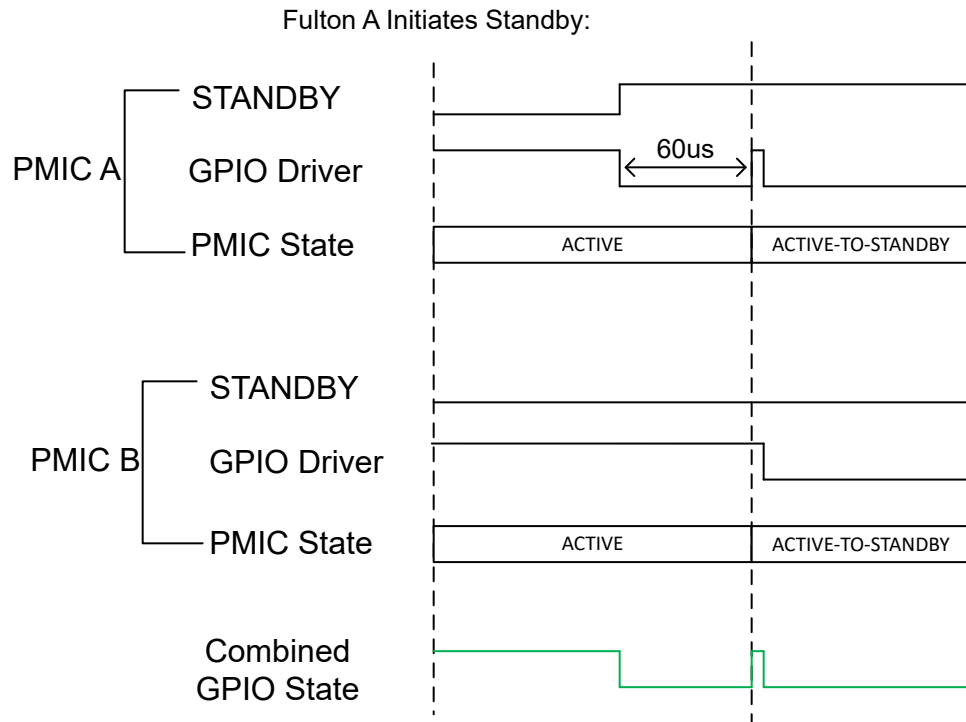 Fulton A Initiates Standby:
STANDBY
60us
PMIC A
GPIO Driver
PMIC State
ACTIVE
ACTIVE-TO-STANDBY
STANDBY
PMIC B
GPIO Driver
PMIC State
ACTIVE
ACTIVE-TO-STANDBY
Combined
GPIO State